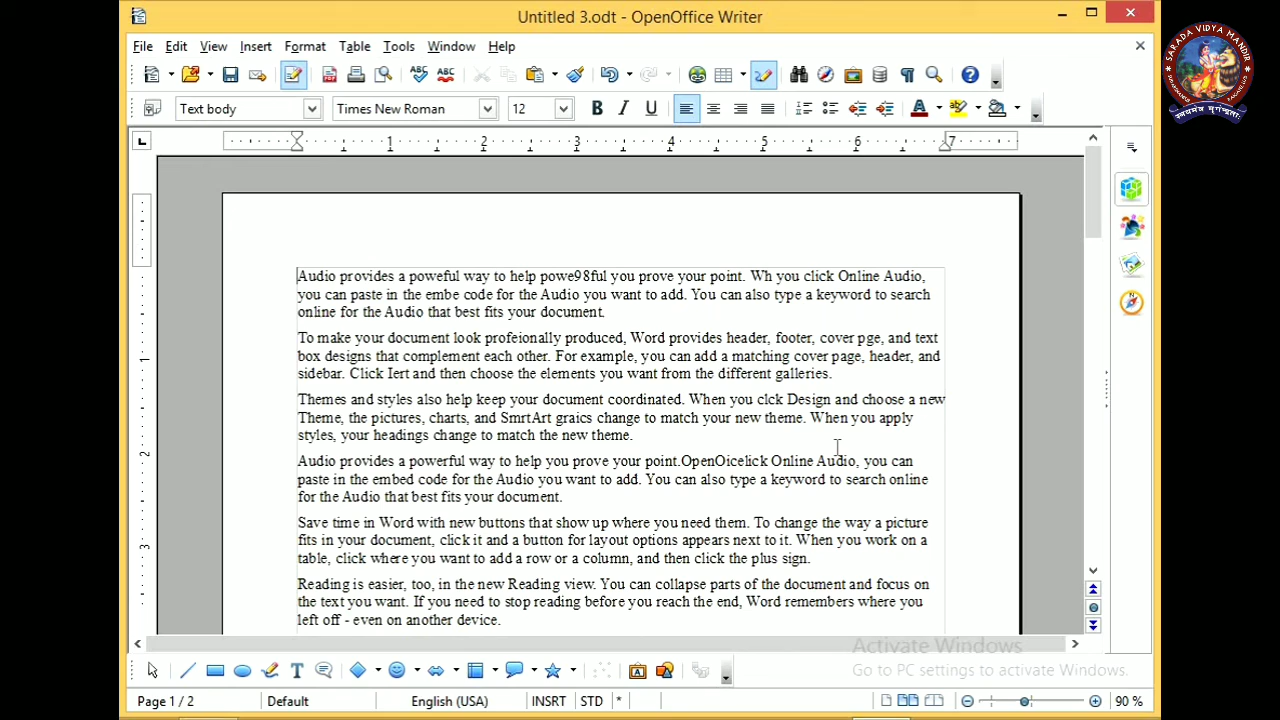 Untitled 3.odt - OpenOffice Writer
SARADA VIDYA MANDIR
File Edit View Insert Format Table Tools Window Help
Text body Times New Roman 12
1 2 3 4 5 6 7
Audio provides a poweful way to help powe98ful you prove your point. Wh you click Online Audio,
you can paste in the embe code for the Audio you want to add. You can also type a keyword to search
online for the Audio that best fits your document.
To make your document look profeionally produced, Word provides header, footer, cover pge, and text
box designs that complement each other. For example, you can add a matching cover page, header, and
sidebar. Click Iert and then choose the elements you want from the different galleries.
Themes and styles also help keep your document coordinated. When you clck Design and choose a new
Theme, the pictures, charts, and SmrtArt graics change to match your new theme. When you apply
styles, your headings change to match the new theme.
Audio provides a powerful way to help you prove your point.OpenOicelick Online Audio, you can
paste in the embed code for the Audio you want to add. You can also type a keyword to search online
for the Audio that best fits your document.
Save time in Word with new buttons that show up where you need them. To change the way a picture
fits in your document, click it and a button for layout options appears next to it. When you work on a
table, click where you want to add a row or a column, and then click the plus sign.
Reading is easier, too, in the new Reading view. You can collapse parts of the document and focus on
the text you want. If you need to stop reading before you reach the end, Word remembers where you
left off - even on another device.
1
2
3
Activate Windows
Go to PC settings to activate Windows.
Page 1 / 2 Default English (USA) INSRT STD * 90 %